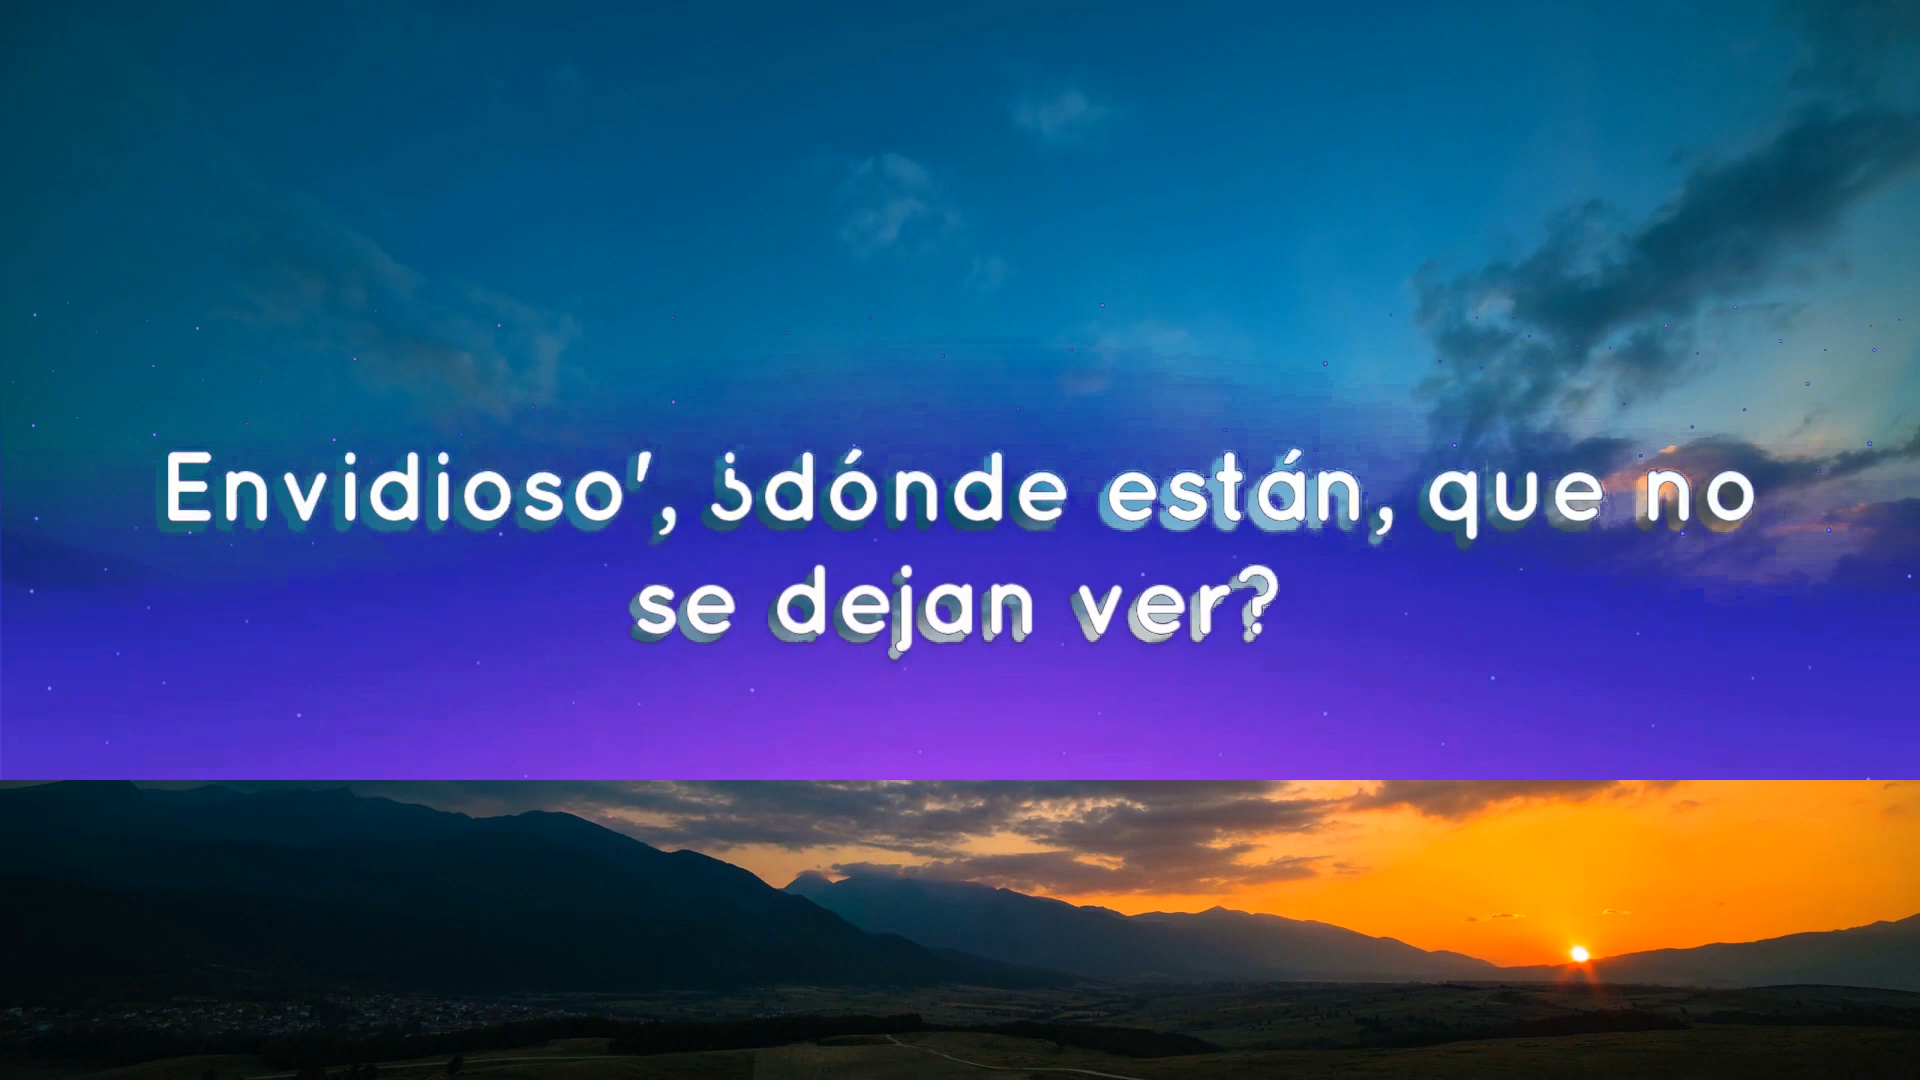 Envidioso', ¿dónde están, que no
se dejan ver?